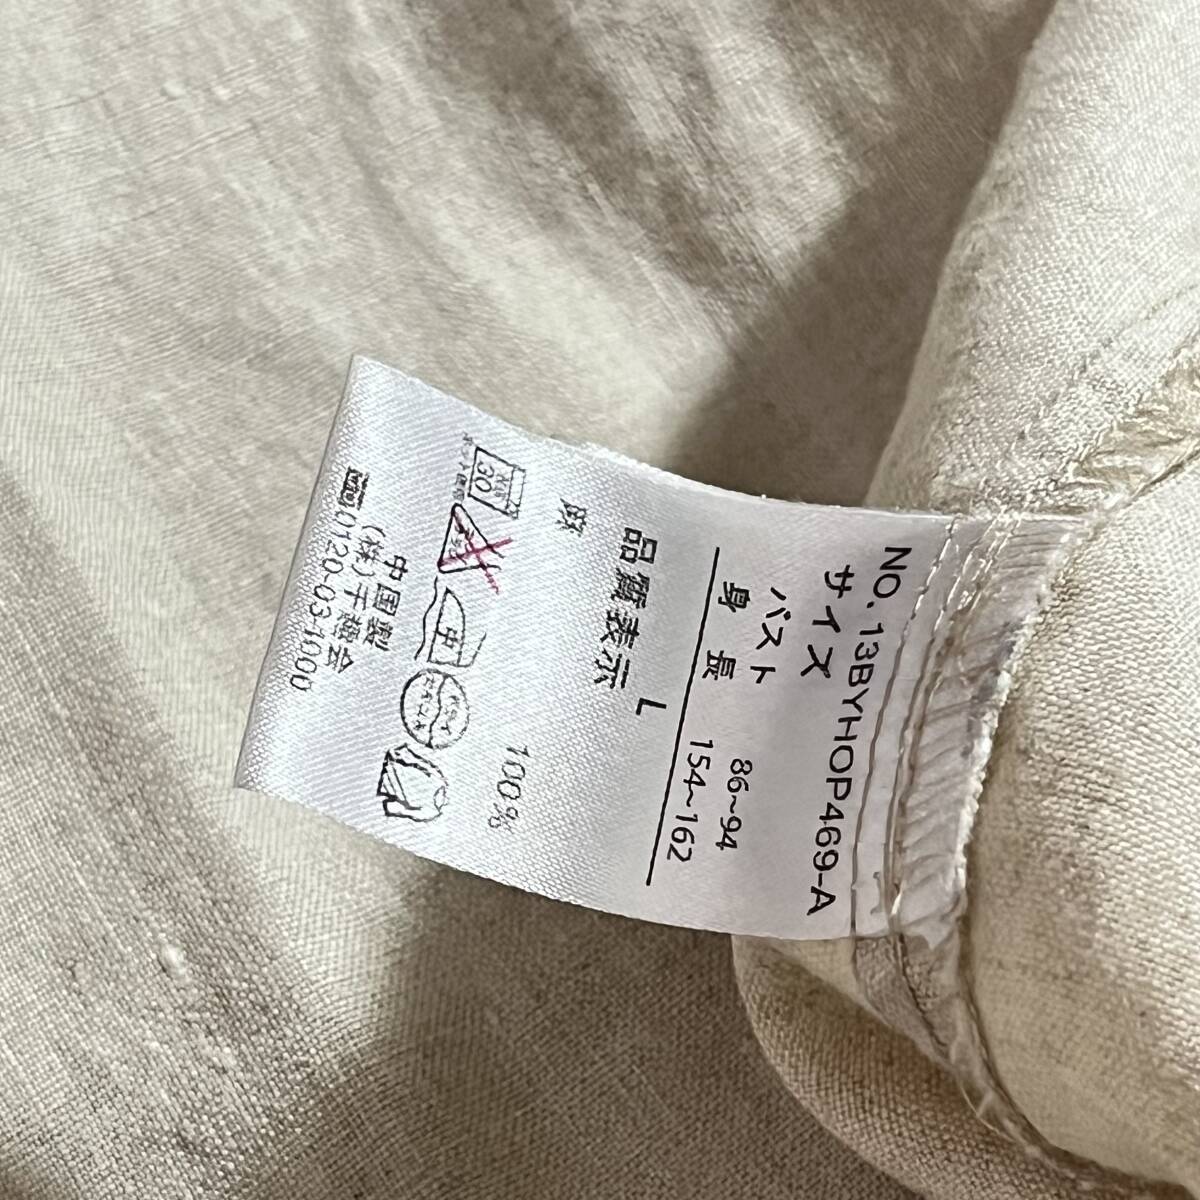 NO. 13BYHOP469-A
サイズ
バスト 86~94
身長 154~162
L
品質表示
麻 100%
30
中
中国製
(株)千趣会
0120-03-1000